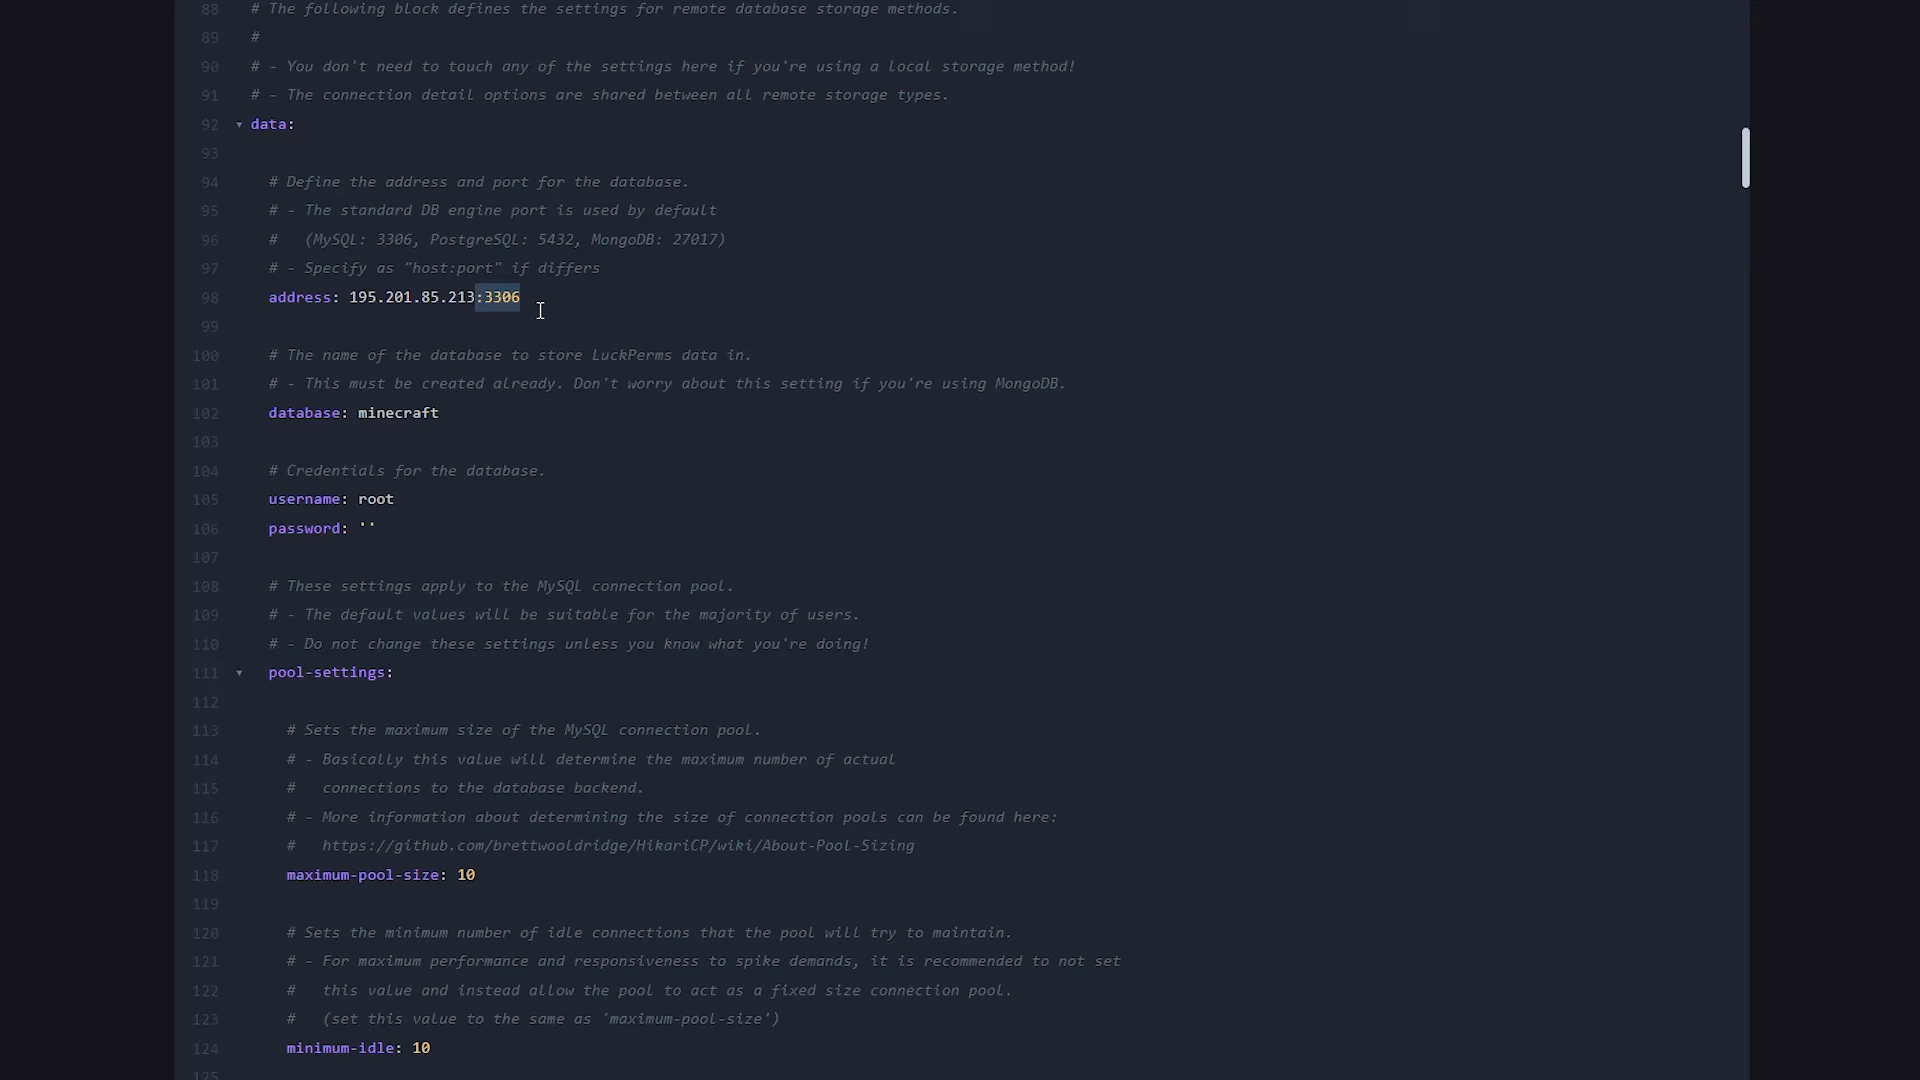 88 # The following block defines the settings for remote database storage methods.
89 #
90 # - You don't need to touch any of the settings here if you're using a local storage method!
91 # - The connection detail options are shared between all remote storage types.
92 ▾ data:
93
94 # Define the address and port for the database.
95 # - The standard DB engine port is used by default
96 #   (MySQL: 3306, PostgreSQL: 5432, MongoDB: 27017)
97 # - Specify as "host:port" if differs
98 address: 195.201.85.213:3306
99
100 # The name of the database to store LuckPerms data in.
101 # - This must be created already. Don't worry about this setting if you're using MongoDB.
102 database: minecraft
103
104 # Credentials for the database.
105 username: root
106 password: ''
107
108 # These settings apply to the MySQL connection pool.
109 # - The default values will be suitable for the majority of users.
110 # - Do not change these settings unless you know what you're doing!
111 ▾ pool-settings:
112
113 # Sets the maximum size of the MySQL connection pool.
114 # - Basically this value will determine the maximum number of actual
115 #   connections to the database backend.
116 # - More information about determining the size of connection pools can be found here:
117 #   https://github.com/brettwooldridge/HikariCP/wiki/About-Pool-Sizing
118 maximum-pool-size: 10
119
120 # Sets the minimum number of idle connections that the pool will try to maintain.
121 # - For maximum performance and responsiveness to spike demands, it is recommended to not set
122 #   this value and instead allow the pool to act as a fixed size connection pool.
123 #   (set this value to the same as 'maximum-pool-size')
124 minimum-idle: 10
125